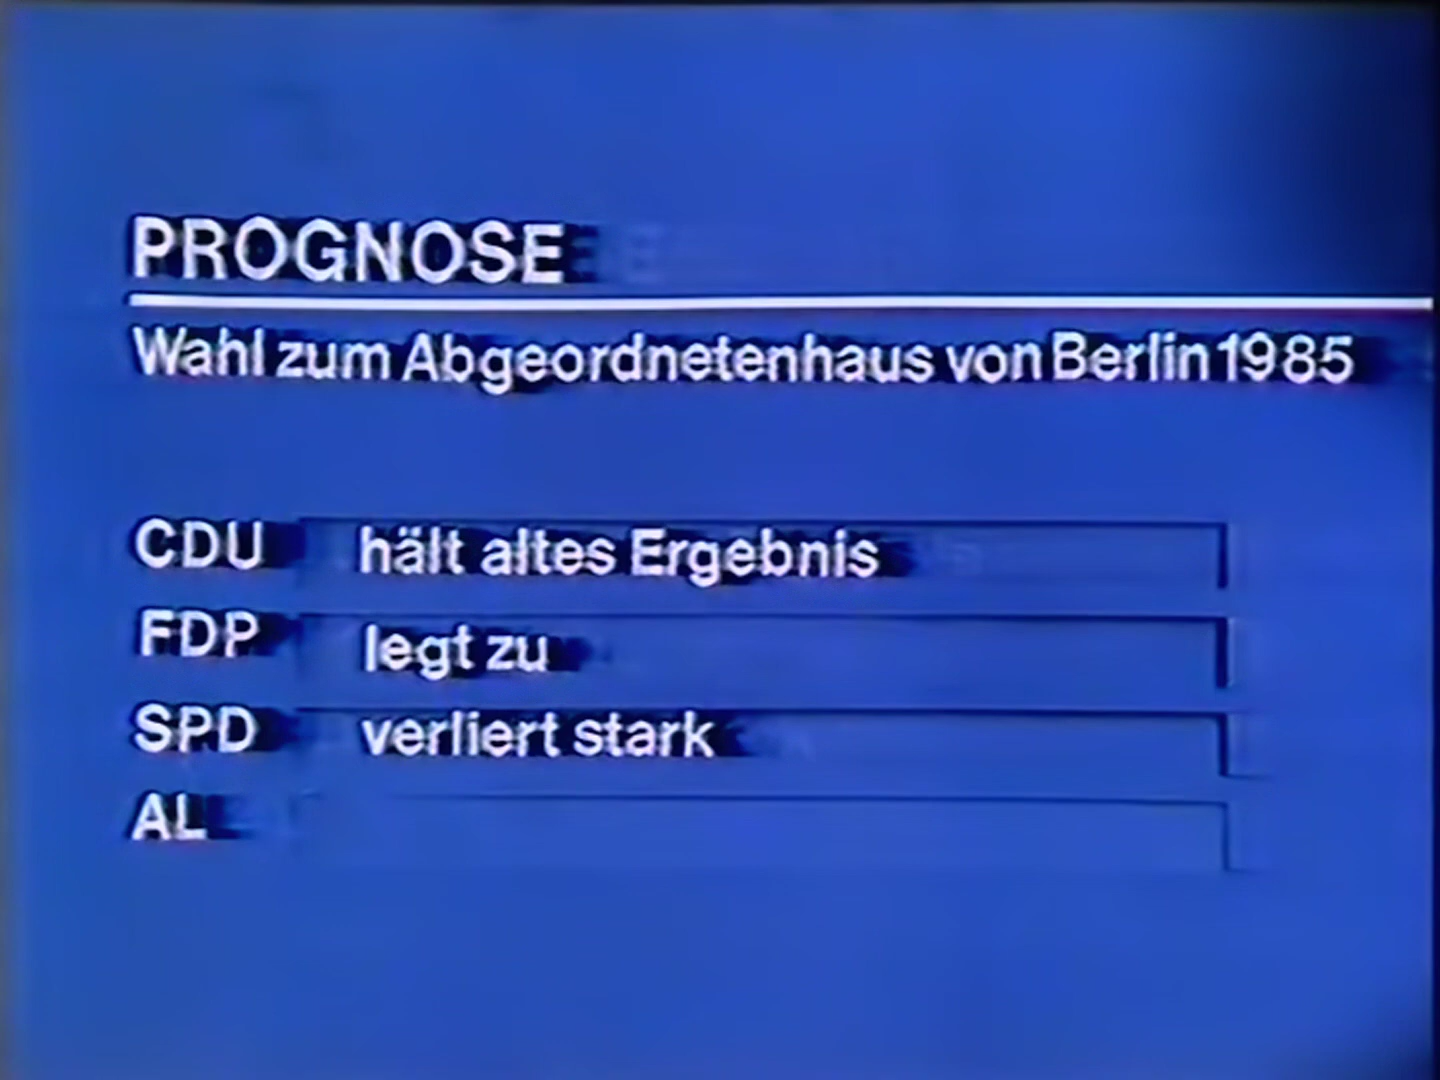 PROGNOSE
Wahl zum Abgeordnetenhaus von Berlin 1985
CDU hält altes Ergebnis
FDP legt zu
SPD verliert stark
AL